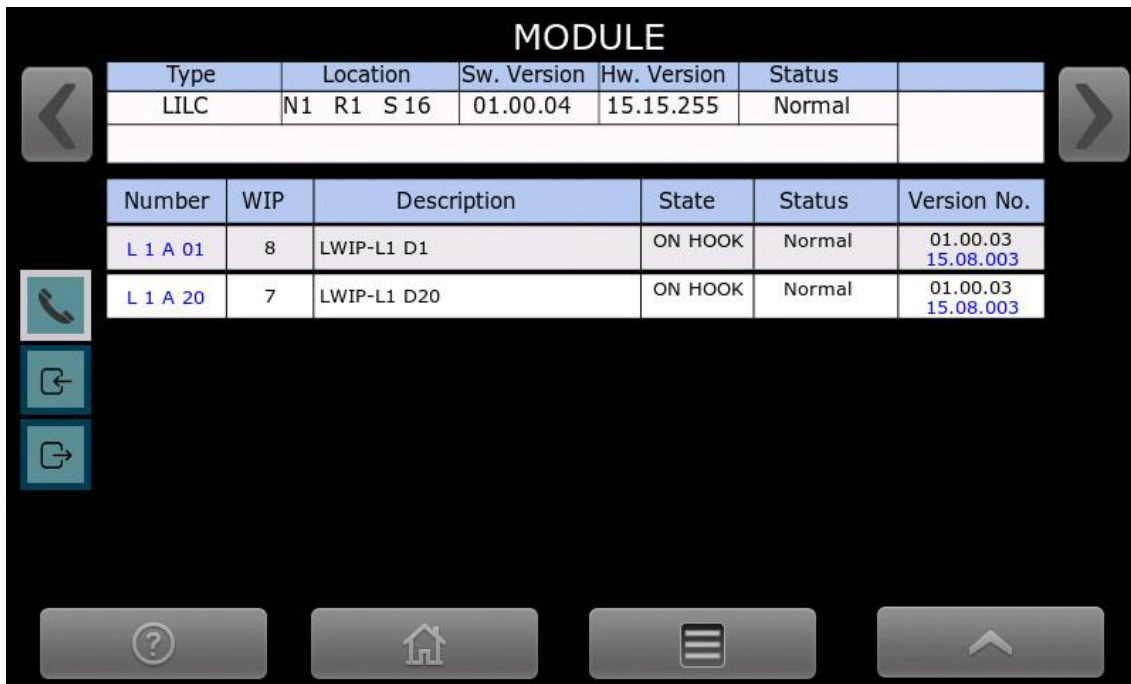 MODULE
Type Location Sw. Version Hw. Version Status
LILC N1 R1 S 16 01.00.04 15.15.255 Normal
Number WIP Description State Status Version No.
L 1 A 01 8 LWIP-L1 D1 ON HOOK Normal 01.00.03
15.08.003
L 1 A 20 7 LWIP-L1 D20 ON HOOK Normal 01.00.03
15.08.003
?